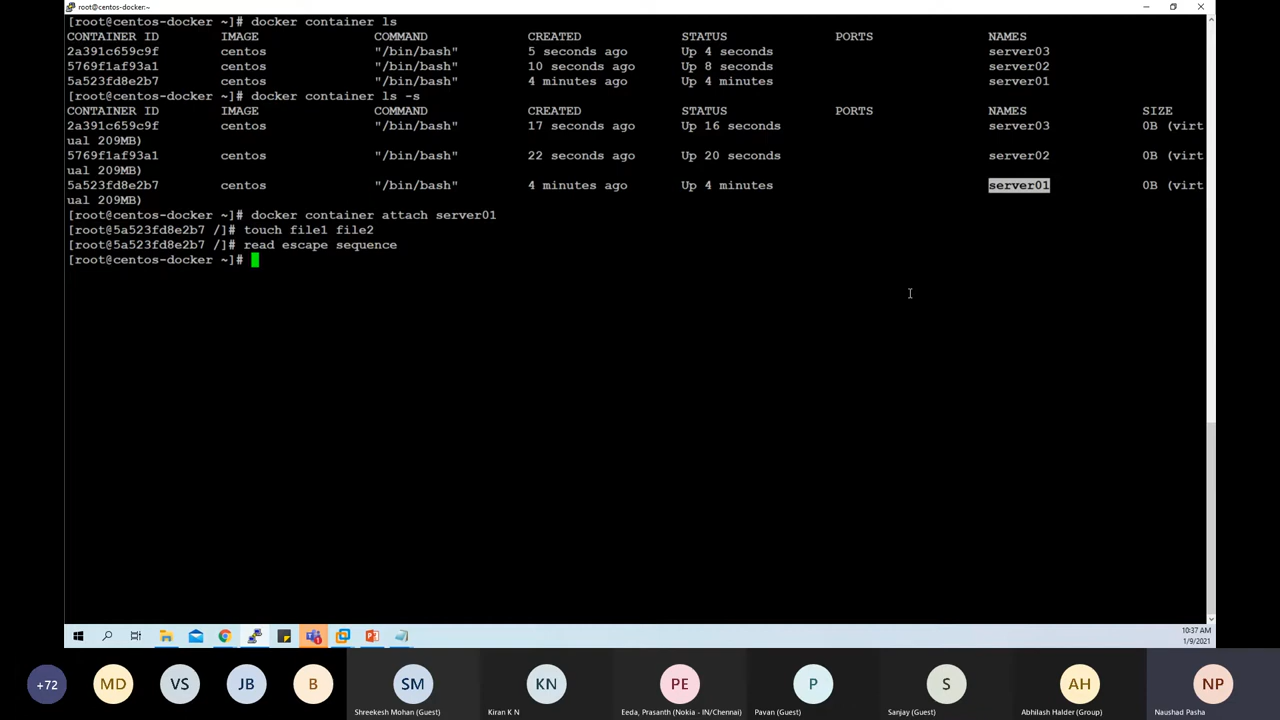 root@centos-docker:~
[root@centos-docker ~]# docker container ls
CONTAINER ID IMAGE COMMAND CREATED STATUS PORTS NAMES
2a391c659c9f centos "/bin/bash" 5 seconds ago Up 4 seconds server03
5769f1af93a1 centos "/bin/bash" 10 seconds ago Up 8 seconds server02
5a523fd8e2b7 centos "/bin/bash" 4 minutes ago Up 4 minutes server01
[root@centos-docker ~]# docker container ls -s
CONTAINER ID IMAGE COMMAND CREATED STATUS PORTS NAMES SIZE
2a391c659c9f centos "/bin/bash" 17 seconds ago Up 16 seconds server03 0B (virt
ual 209MB)
5769f1af93a1 centos "/bin/bash" 22 seconds ago Up 20 seconds server02 0B (virt
ual 209MB)
5a523fd8e2b7 centos "/bin/bash" 4 minutes ago Up 4 minutes server01 0B (virt
ual 209MB)
[root@centos-docker ~]# docker container attach server01
[root@5a523fd8e2b7 /]# touch file1 file2
[root@5a523fd8e2b7 /]# read escape sequence
[root@centos-docker ~]#
10:37 AM
1/9/2021
+72 MD VS JB B SM KN PE P S AH NP
Shreekesh Mohan (Guest) Kiran K N Eeda, Prasanth (Nokia - IN/Chennai) Pavan (Guest) Sanjay (Guest) Abhilash Halder (Group) Naushad Pasha